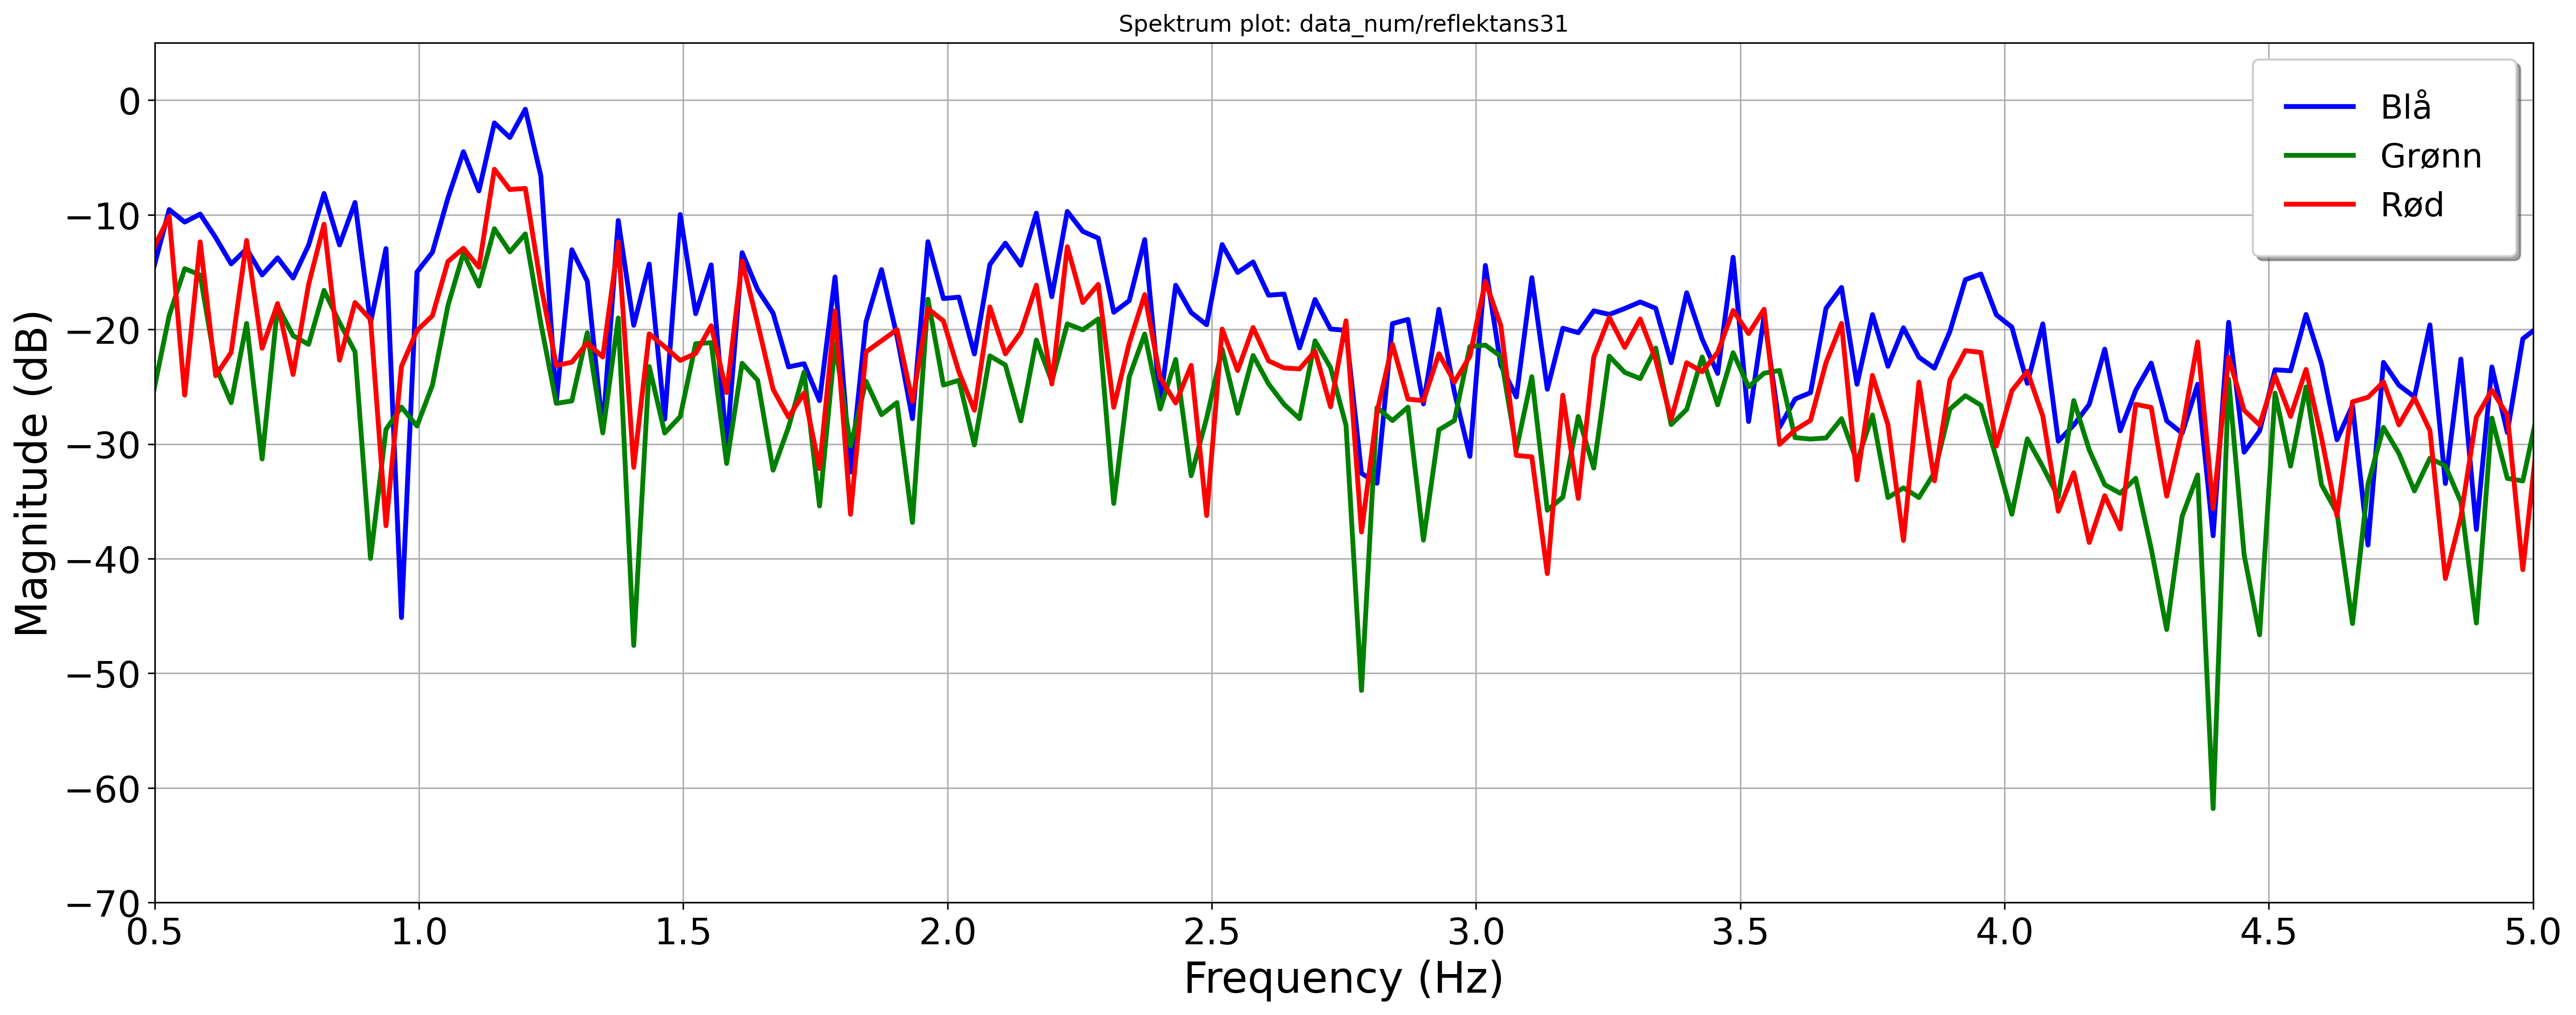 Spektrum plot: data_num/reflektans31
Magnitude (dB)
0
−10
−20
−30
−40
−50
−60
−70
Blå
Grønn
Rød
0.5 1.0 1.5 2.0 2.5 3.0 3.5 4.0 4.5 5.0
Frequency (Hz)